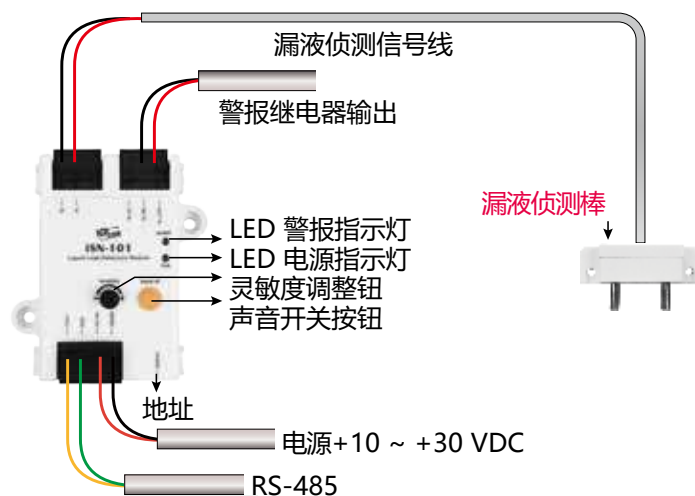 漏液侦测信号线
警报继电器输出
漏液侦测棒
ISN-101
LED 警报指示灯
LED 电源指示灯
灵敏度调整钮
声音开关按钮
地址
电源+10 ~ +30 VDC
RS-485